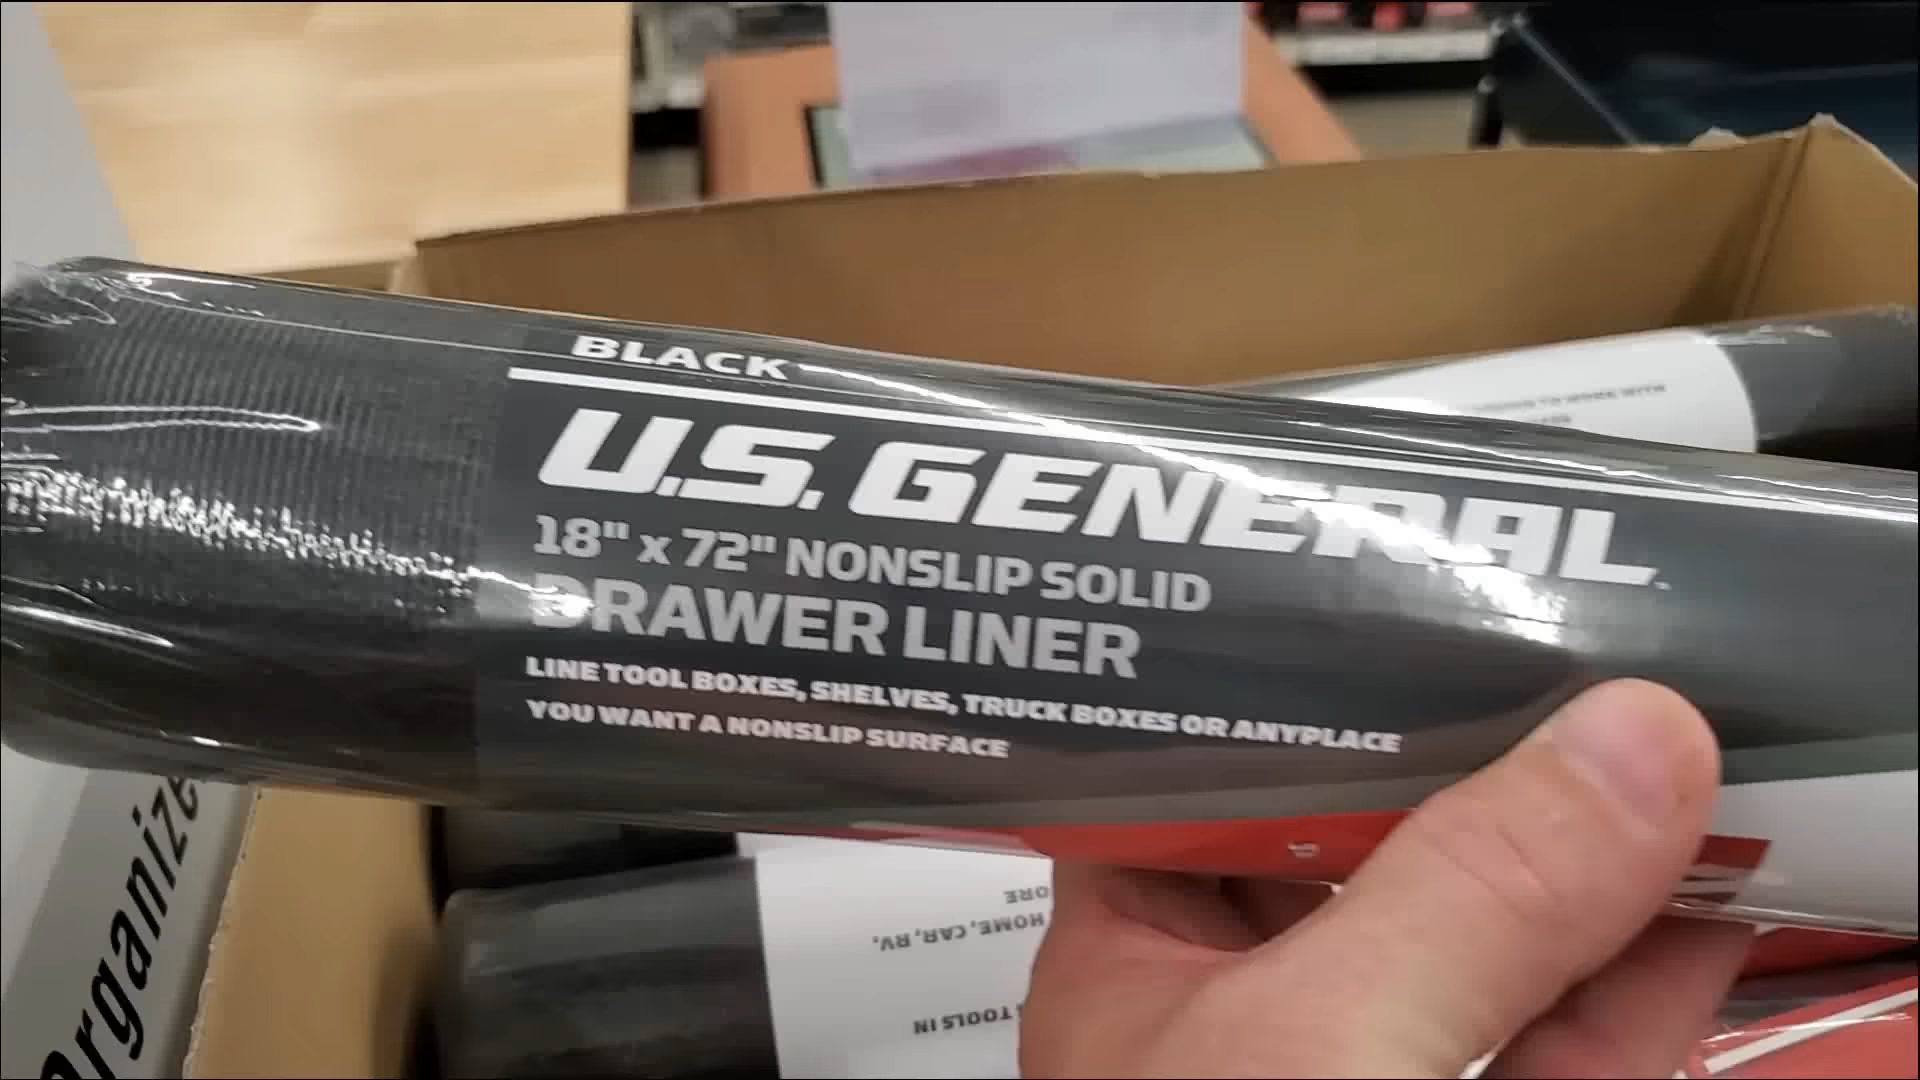 BLACK
U.S. GENERAL
18" x 72" NONSLIP SOLID
DRAWER LINER
LINE TOOL BOXES, SHELVES, TRUCK BOXES OR ANYPLACE
YOU WANT A NONSLIP SURFACE
organize
TOOLS IN
HOME, CAR, RV,
ORE